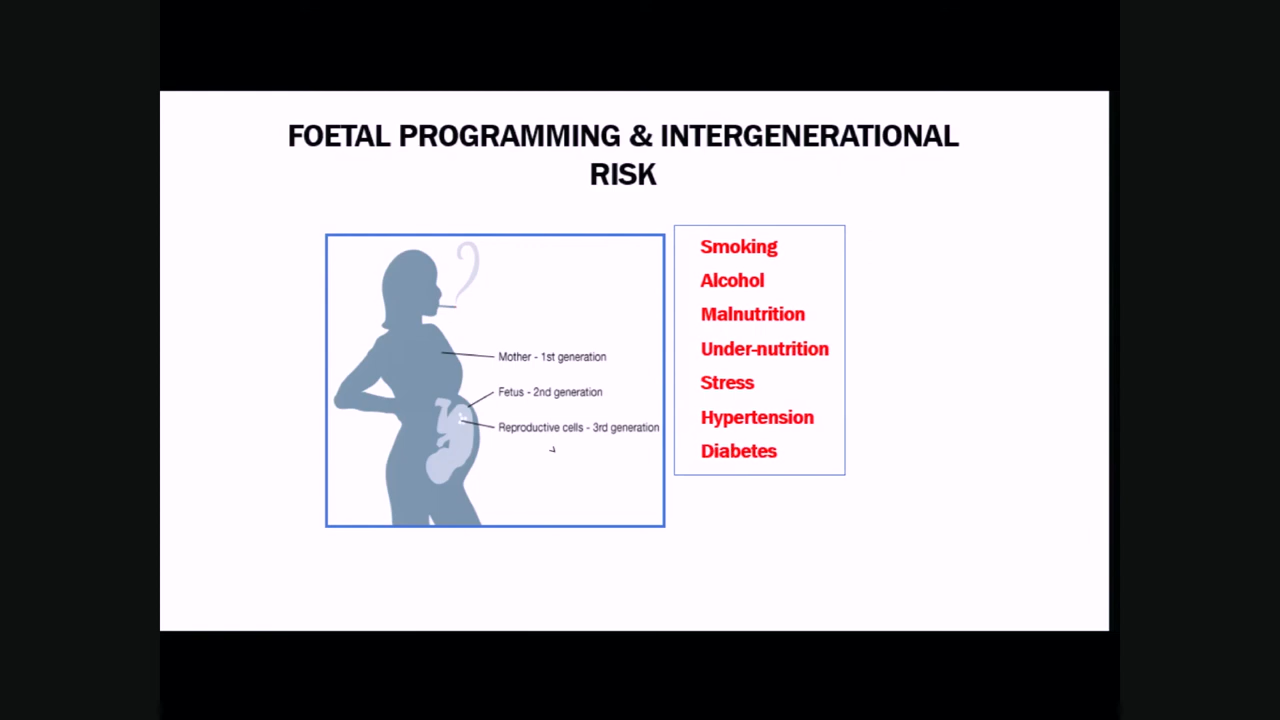 FOETAL PROGRAMMING & INTERGENERATIONAL
RISK
Mother - 1st generation
Fetus - 2nd generation
Reproductive cells - 3rd generation
Smoking
Alcohol
Malnutrition
Under-nutrition
Stress
Hypertension
Diabetes